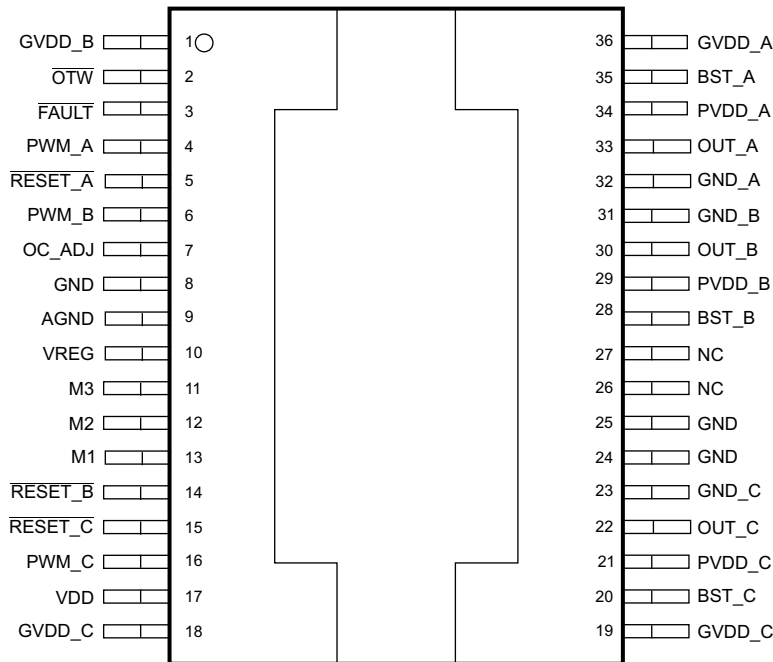 GVDD_B 1 36 GVDD_A
OTW 2 35 BST_A
FAULT 3 34 PVDD_A
PWM_A 4 33 OUT_A
RESET_A 5 32 GND_A
PWM_B 6 31 GND_B
OC_ADJ 7 30 OUT_B
GND 8 29 PVDD_B
AGND 9 28 BST_B
VREG 10 27 NC
M3 11 26 NC
M2 12 25 GND
M1 13 24 GND
RESET_B 14 23 GND_C
RESET_C 15 22 OUT_C
PWM_C 16 21 PVDD_C
VDD 17 20 BST_C
GVDD_C 18 19 GVDD_C